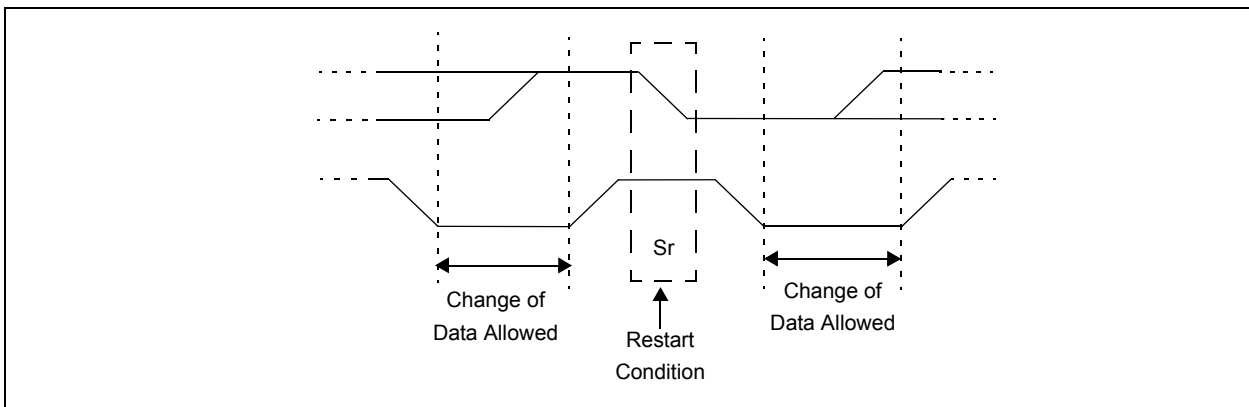 Sr
Change of
Data Allowed
Restart
Condition
Change of
Data Allowed